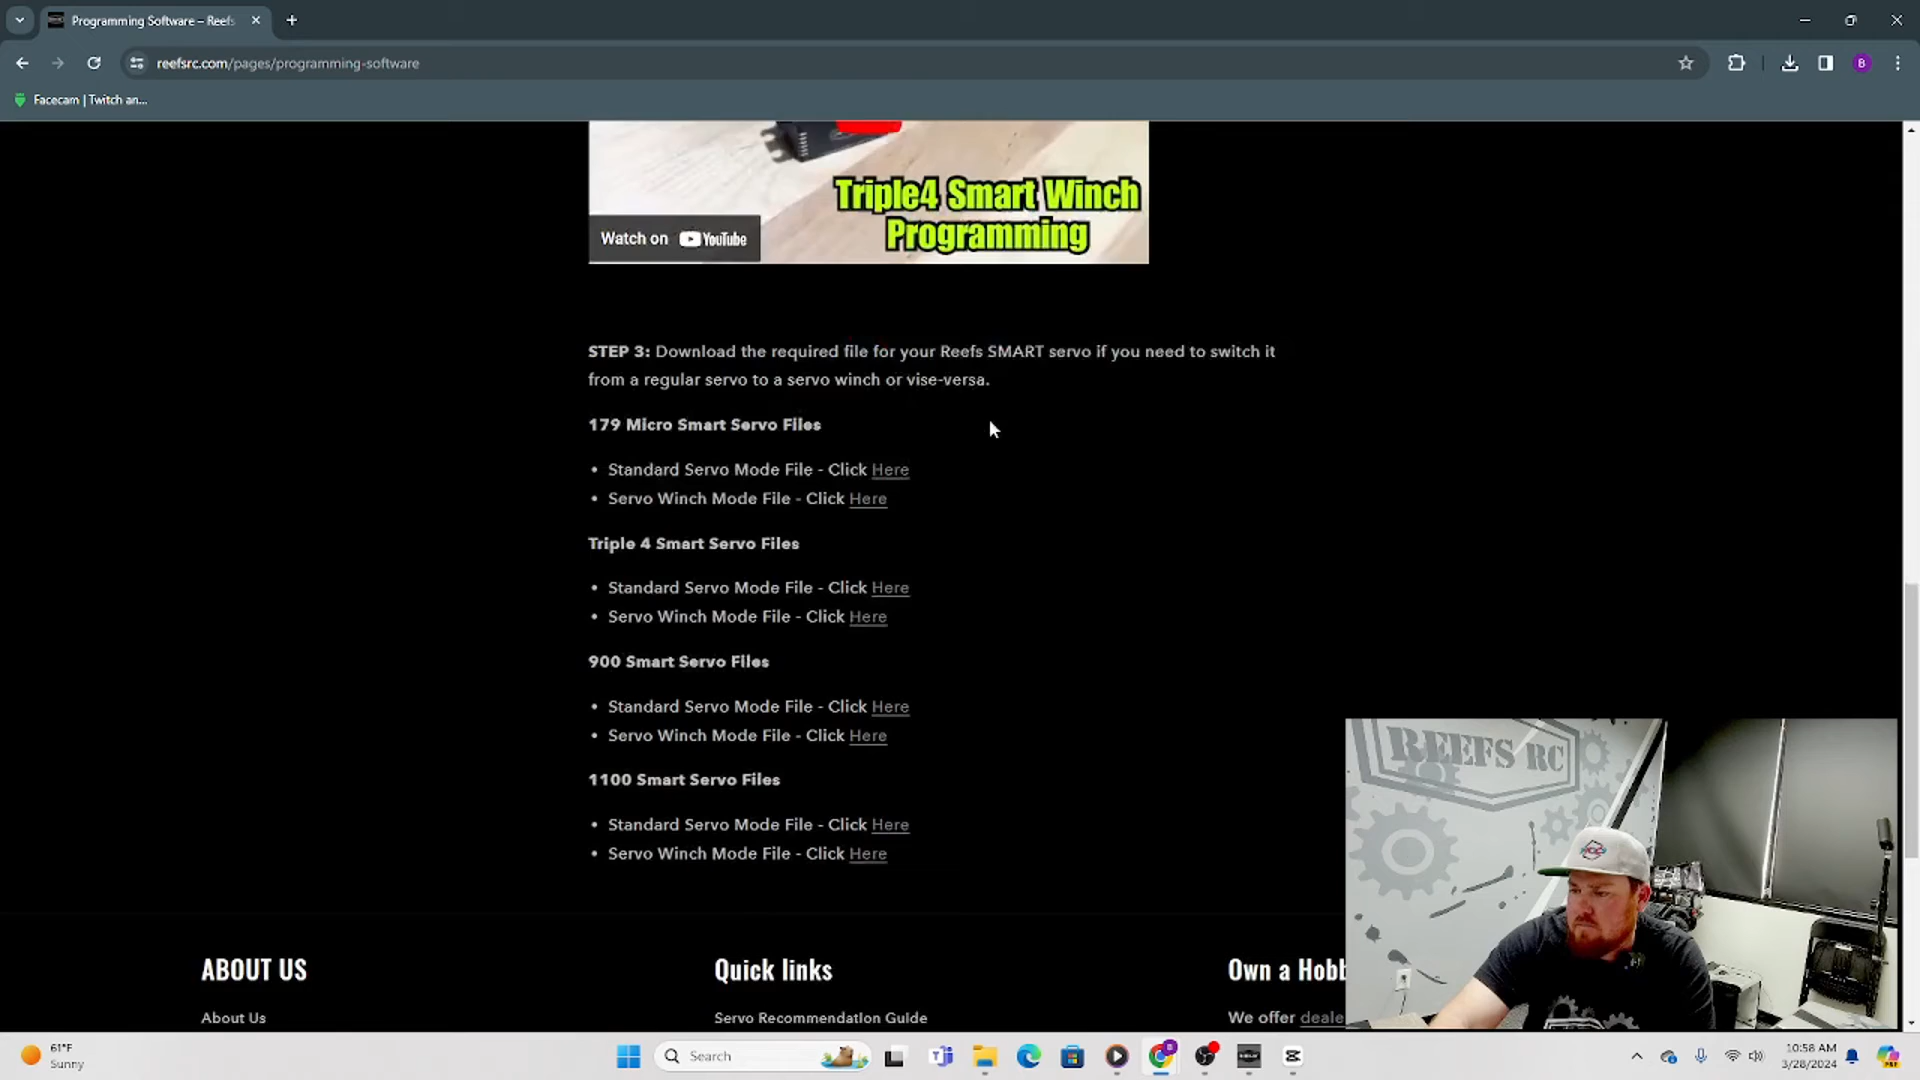 Programming Software – Reefs
reefsrc.com/pages/programming-software
B
Facecam | Twitch an...
Triple4 Smart Winch
Programming
Watch on YouTube
STEP 3: Download the required file for your Reefs SMART servo if you need to switch it
from a regular servo to a servo winch or vise-versa.
179 Micro Smart Servo Files
• Standard Servo Mode File - Click Here
• Servo Winch Mode File - Click Here
Triple 4 Smart Servo Files
• Standard Servo Mode File - Click Here
• Servo Winch Mode File - Click Here
900 Smart Servo Files
• Standard Servo Mode File - Click Here
• Servo Winch Mode File - Click Here
1100 Smart Servo Files
• Standard Servo Mode File - Click Here
• Servo Winch Mode File - Click Here
REEFS RC
ABOUT US
Quick links
Own a Hobb
About Us
Servo Recommendation Guide
We offer deale
61°F
Sunny
Search
10:58 AM
3/28/2024